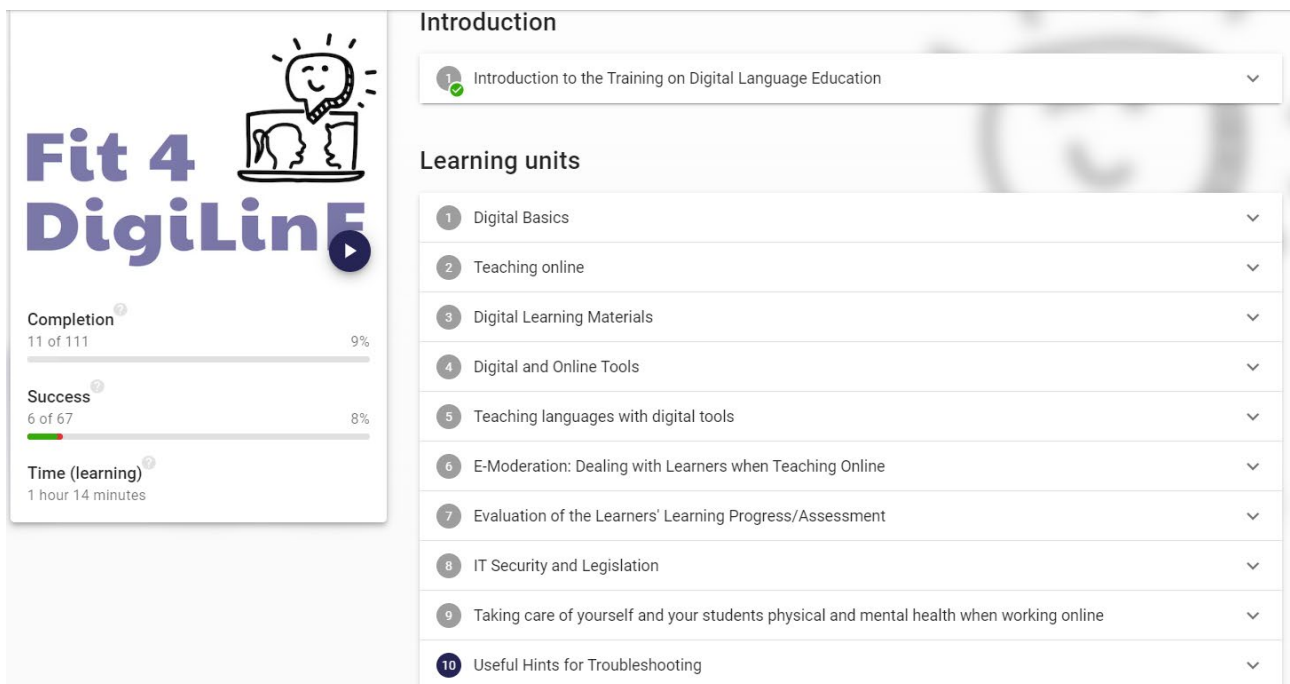 Fit 4
DigiLinE
Completion
?
11 of 111
9%
Success
?
6 of 67
8%
Time (learning)
?
1 hour 14 minutes
Introduction
1
Introduction to the Training on Digital Language Education
Learning units
1 Digital Basics
2 Teaching online
3 Digital Learning Materials
4 Digital and Online Tools
5 Teaching languages with digital tools
6 E-Moderation: Dealing with Learners when Teaching Online
7 Evaluation of the Learners' Learning Progress/Assessment
8 IT Security and Legislation
9 Taking care of yourself and your students physical and mental health when working online
10 Useful Hints for Troubleshooting